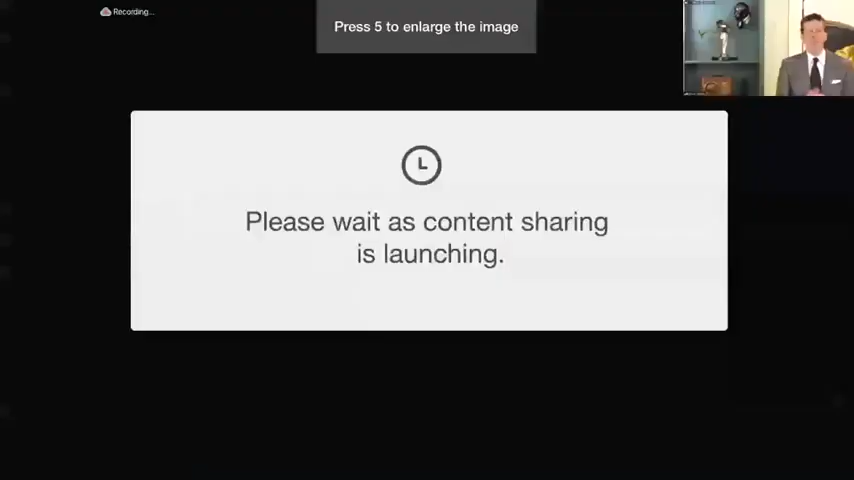 Recording...
Press 5 to enlarge the image
Please wait as content sharing
is launching.